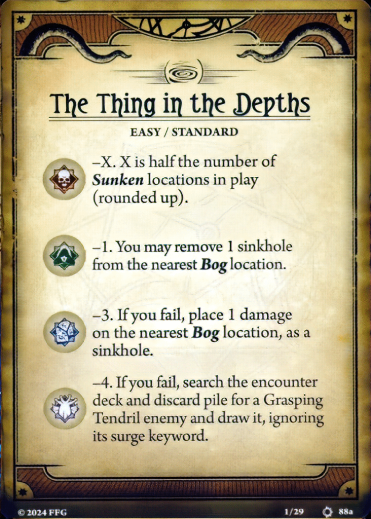 The Thing in the Depths
EASY / STANDARD
–X. X is half the number of
Sunken locations in play
(rounded up).
–1. You may remove 1 sinkhole
from the nearest Bog location.
–3. If you fail, place 1 damage
on the nearest Bog location, as a
sinkhole.
–4. If you fail, search the encounter
deck and discard pile for a Grasping
Tendril enemy and draw it, ignoring
its surge keyword.
© 2024 FFG
1/29
88a